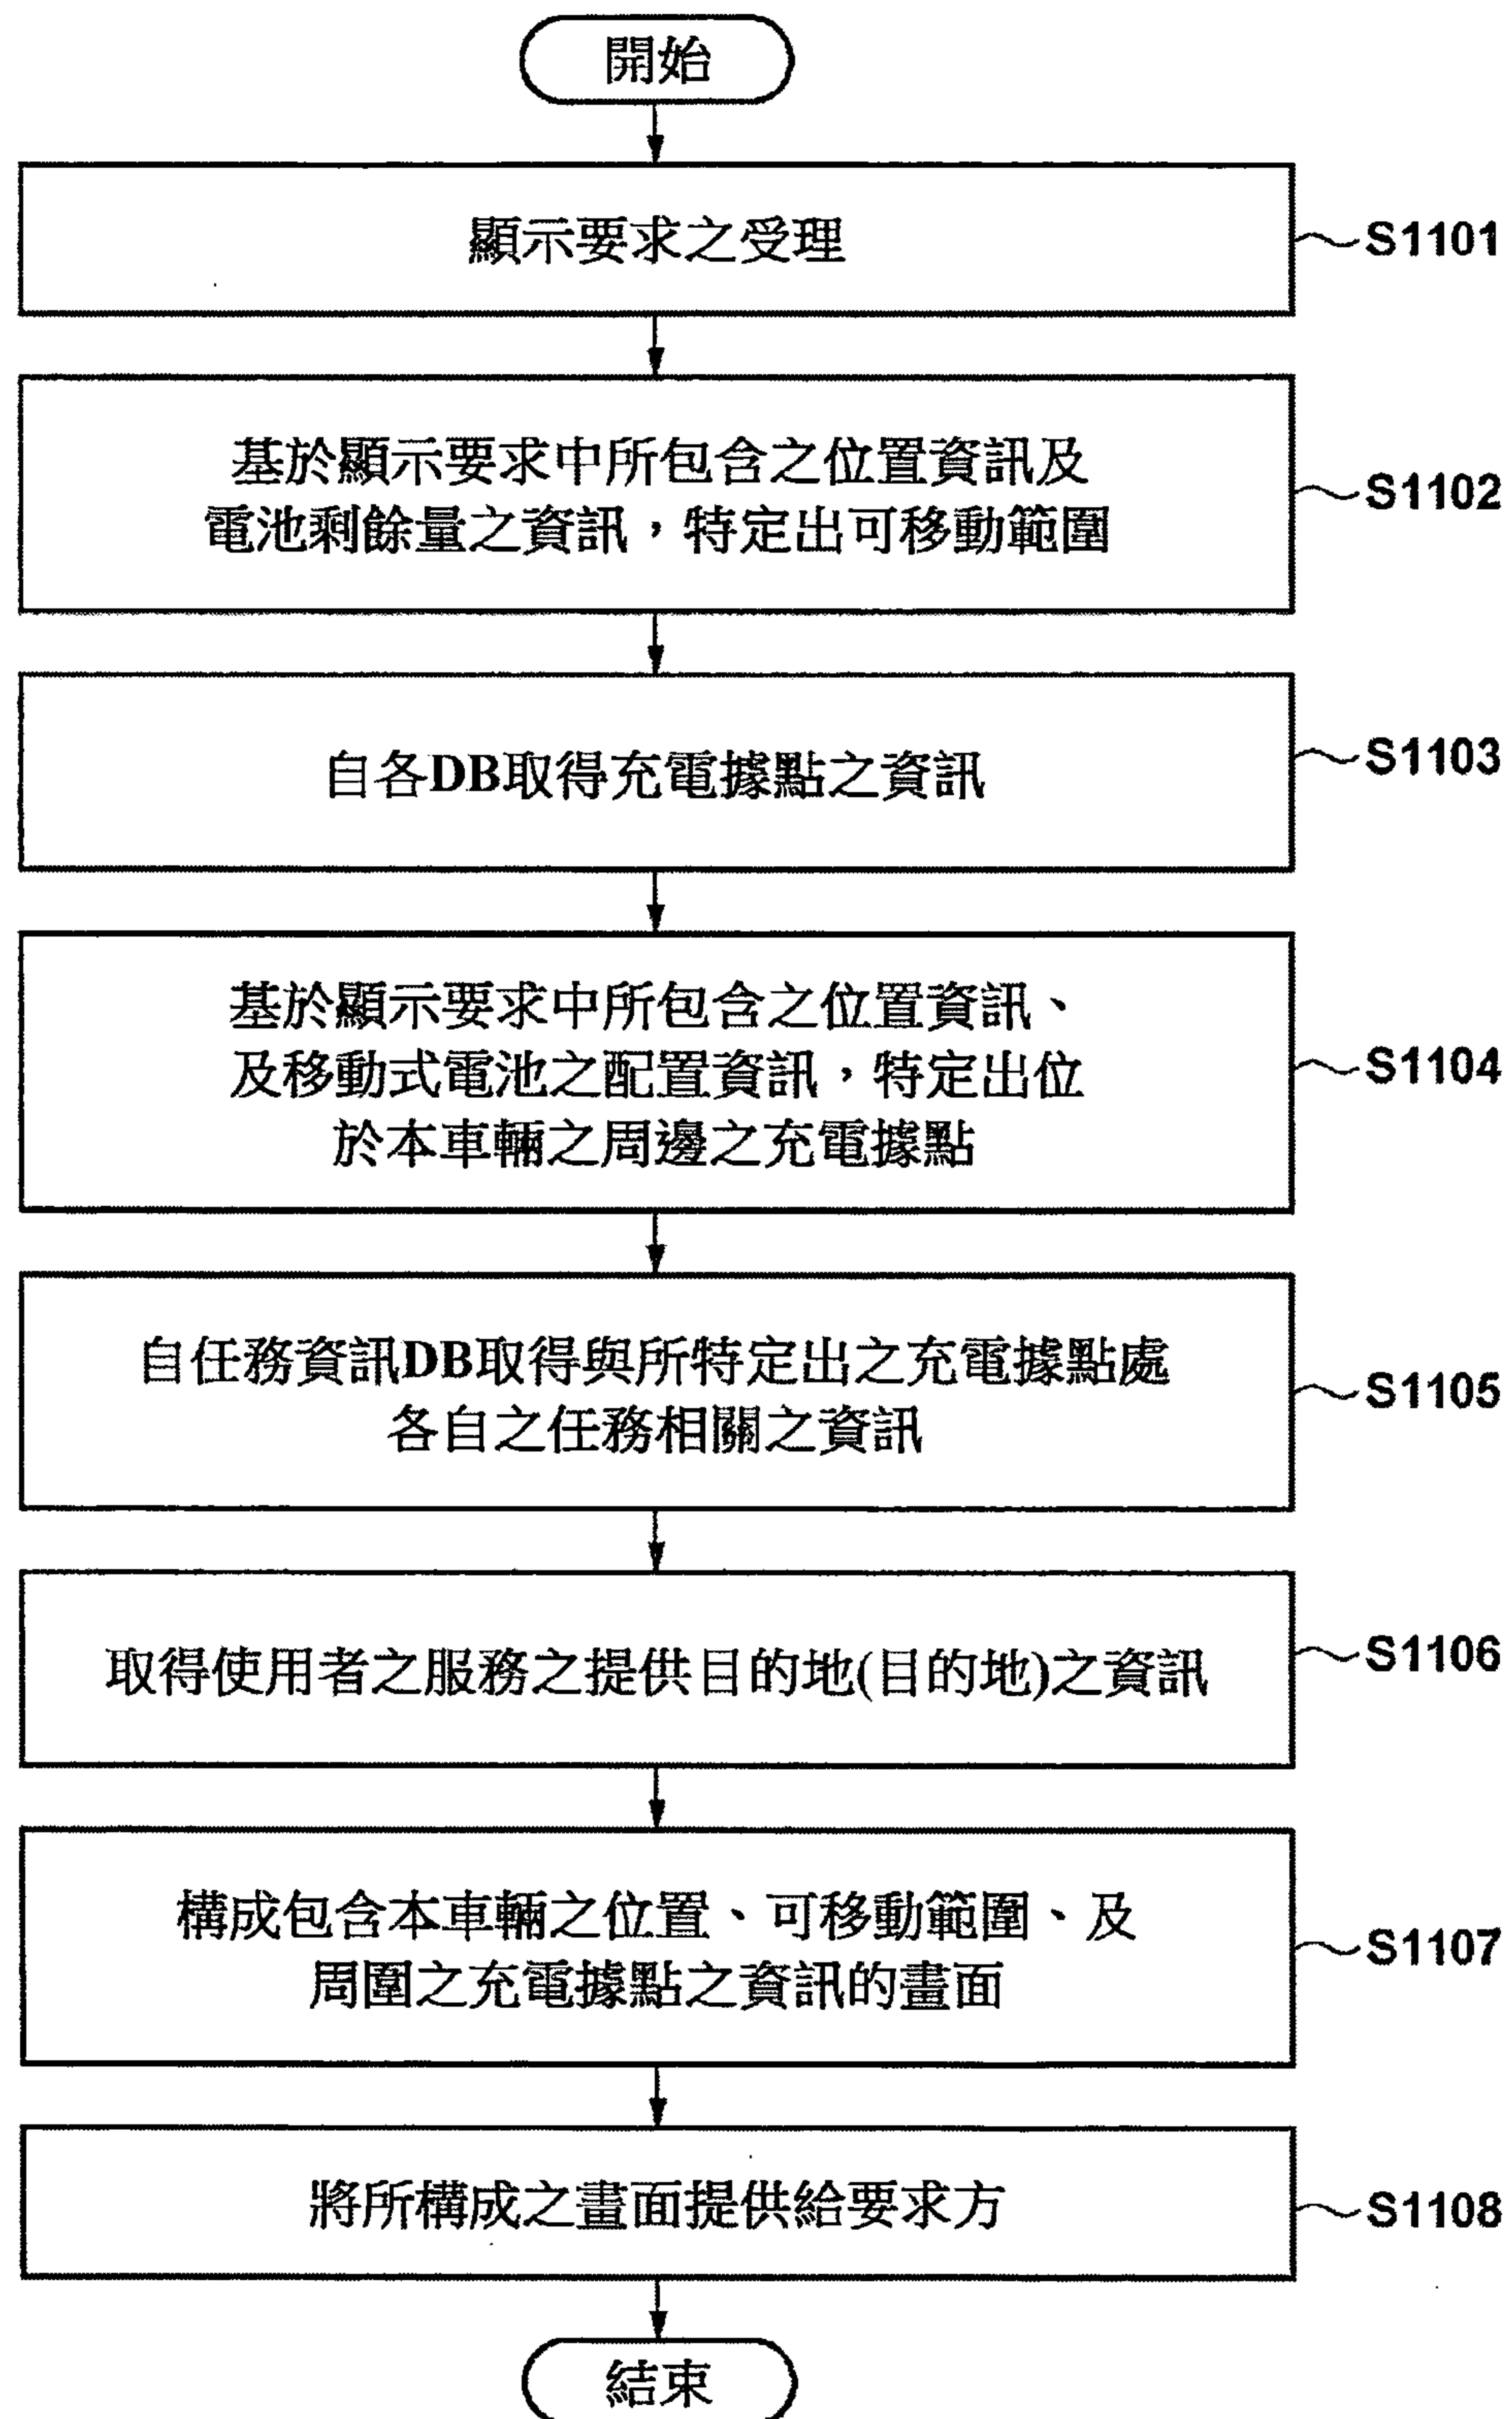 開始
顯示要求之受理
S1101
基於顯示要求中所包含之位置資訊及
電池剩餘量之資訊，特定出可移動範圍
S1102
自各DB取得充電據點之資訊
S1103
基於顯示要求中所包含之位置資訊、
及移動式電池之配置資訊，特定出位
於本車輛之周邊之充電據點
S1104
自任務資訊DB取得與所特定出之充電據點處
各自之任務相關之資訊
S1105
取得使用者之服務之提供目的地(目的地)之資訊
S1106
構成包含本車輛之位置、可移動範圍、及
周圍之充電據點之資訊的畫面
S1107
將所構成之畫面提供給要求方
S1108
結束